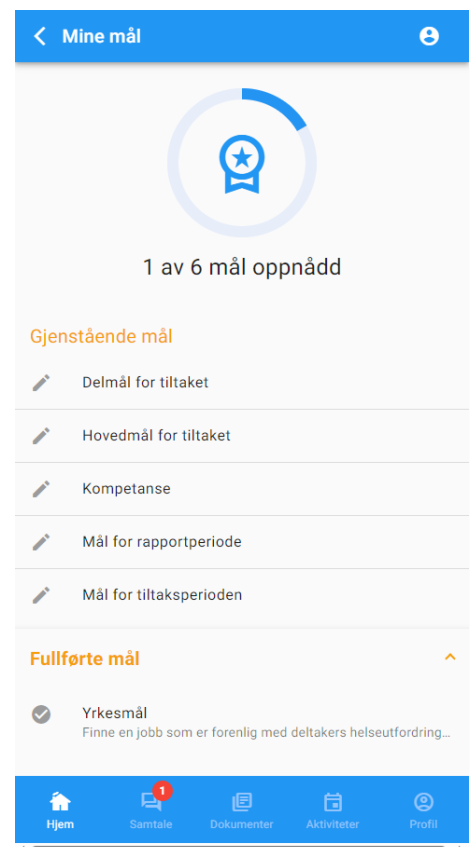 Mine mål
1 av 6 mål oppnådd
Gjenstående mål
Delmål for tiltaket
Hovedmål for tiltaket
Kompetanse
Mål for rapportperiode
Mål for tiltaksperioden
Fullførte mål
Yrkesmål
Finne en jobb som er forenlig med deltakers helseutfordring...
1
Hjem Samtale Dokumenter Aktiviteter Profil